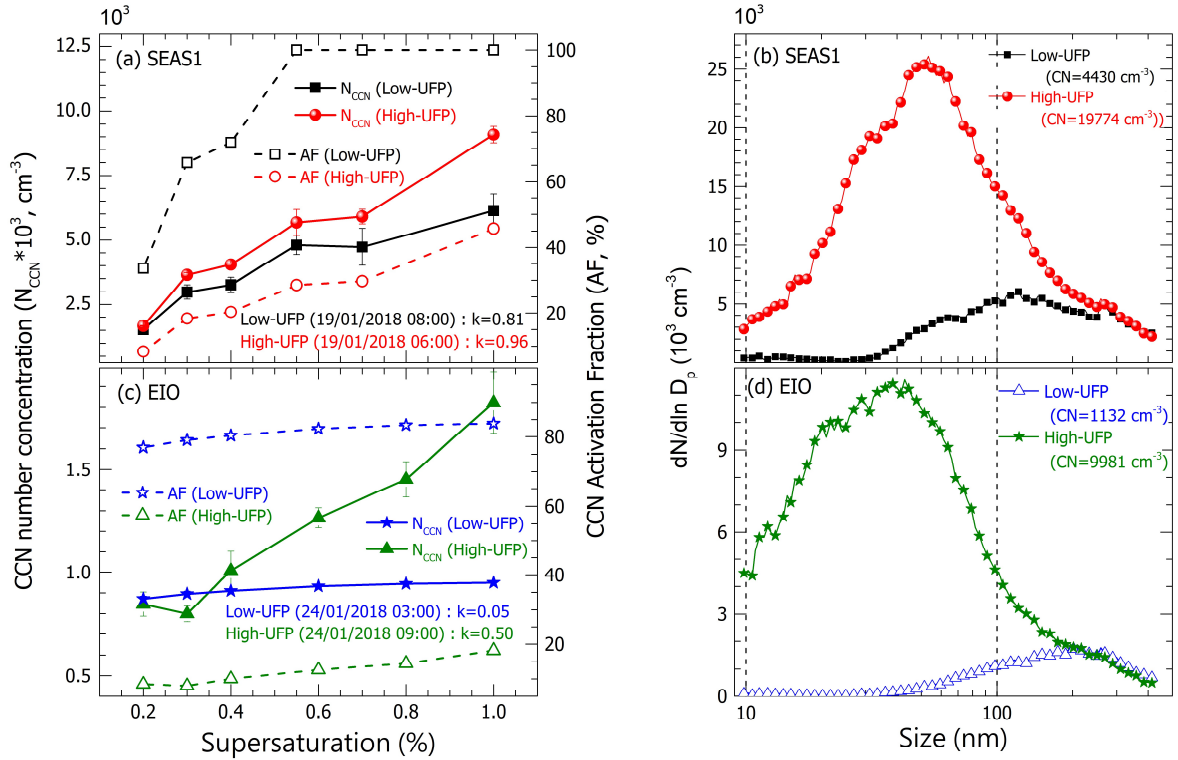 10³
(a) SEAS1
N_CCN (Low-UFP)
N_CCN (High-UFP)
AF (Low-UFP)
AF (High-UFP)
Low-UFP (19/01/2018 08:00) : k=0.81
High-UFP (19/01/2018 06:00) : k=0.96
12.5
10.0
7.5
5.0
2.5
100
80
60
40
20
(c) EIO
AF (Low-UFP)
AF (High-UFP)
N_CCN (Low-UFP)
N_CCN (High-UFP)
Low-UFP (24/01/2018 03:00) : k=0.05
High-UFP (24/01/2018 09:00) : k=0.50
1.5
1.0
0.5
80
60
40
20
0.2 0.4 0.6 0.8 1.0
Supersaturation (%)
CCN number concentration (N_CCN*10³, cm⁻³)
CCN Activation Fraction (AF, %)
10³
(b) SEAS1
Low-UFP
(CN=4430 cm⁻³)
High-UFP
(CN=19774 cm⁻³))
25
20
15
10
5
0
(d) EIO
Low-UFP
(CN=1132 cm⁻³)
High-UFP
(CN=9981 cm⁻³)
9
6
3
0
10 100
Size (nm)
dN/dln Dₚ (10³ cm⁻³)